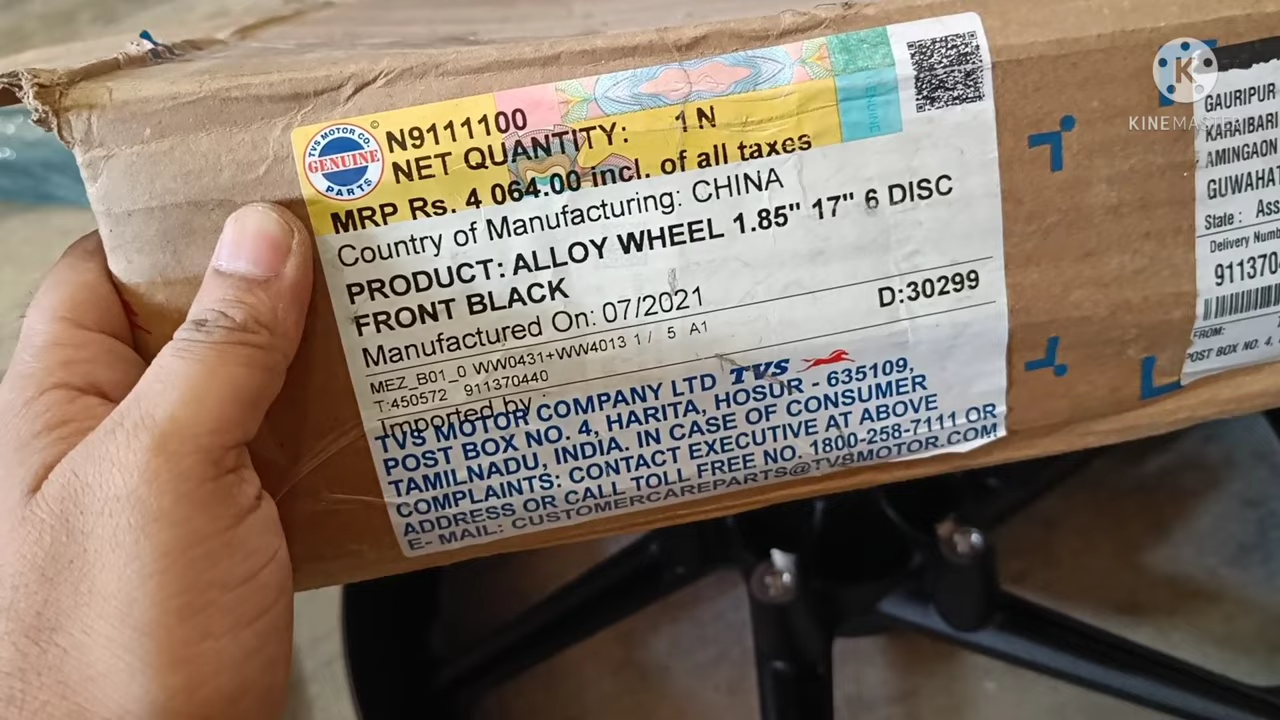 TVS MOTOR CO.
GENUINE
PARTS
©
N9111100
NET QUANTITY: 1 N
MRP Rs. 4 064.00 incl. of all taxes
Country of Manufacturing: CHINA
PRODUCT: ALLOY WHEEL 1.85" 17" 6 DISC
FRONT BLACK
Manufactured On: 07/2021
D:30299
MEZ_B01_0 WW0431+WW4013 1 / 5 A1
T:450572 911370440
Imported by
TVS MOTOR COMPANY LTD TVS
POST BOX NO. 4, HARITA, HOSUR - 635109,
TAMILNADU, INDIA. IN CASE OF CONSUMER
COMPLAINTS: CONTACT EXECUTIVE AT ABOVE
ADDRESS OR CALL TOLL FREE NO. 1800-258-7111 OR
E- MAIL: CUSTOMERCAREPARTS@TVSMOTOR.COM
K
KINEMASTER
GAURIPUR
KARAIBARI
AMINGAON
GUWAHAT
State : Ass
Delivery Numb
911370
FROM:
POST BOX NO. 4,